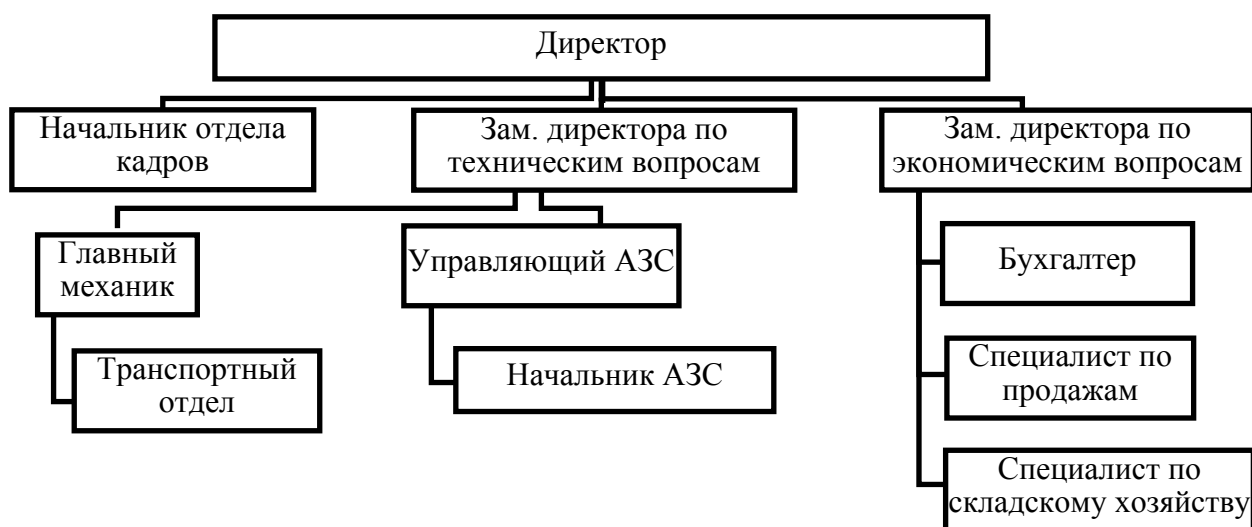 Директор
Начальник отдела
кадров
Зам. директора по
техническим вопросам
Зам. директора по
экономическим вопросам
Главный
механик
Управляющий АЗС
Бухгалтер
Транспортный
отдел
Начальник АЗС
Специалист по
продажам
Специалист по
складскому хозяйству